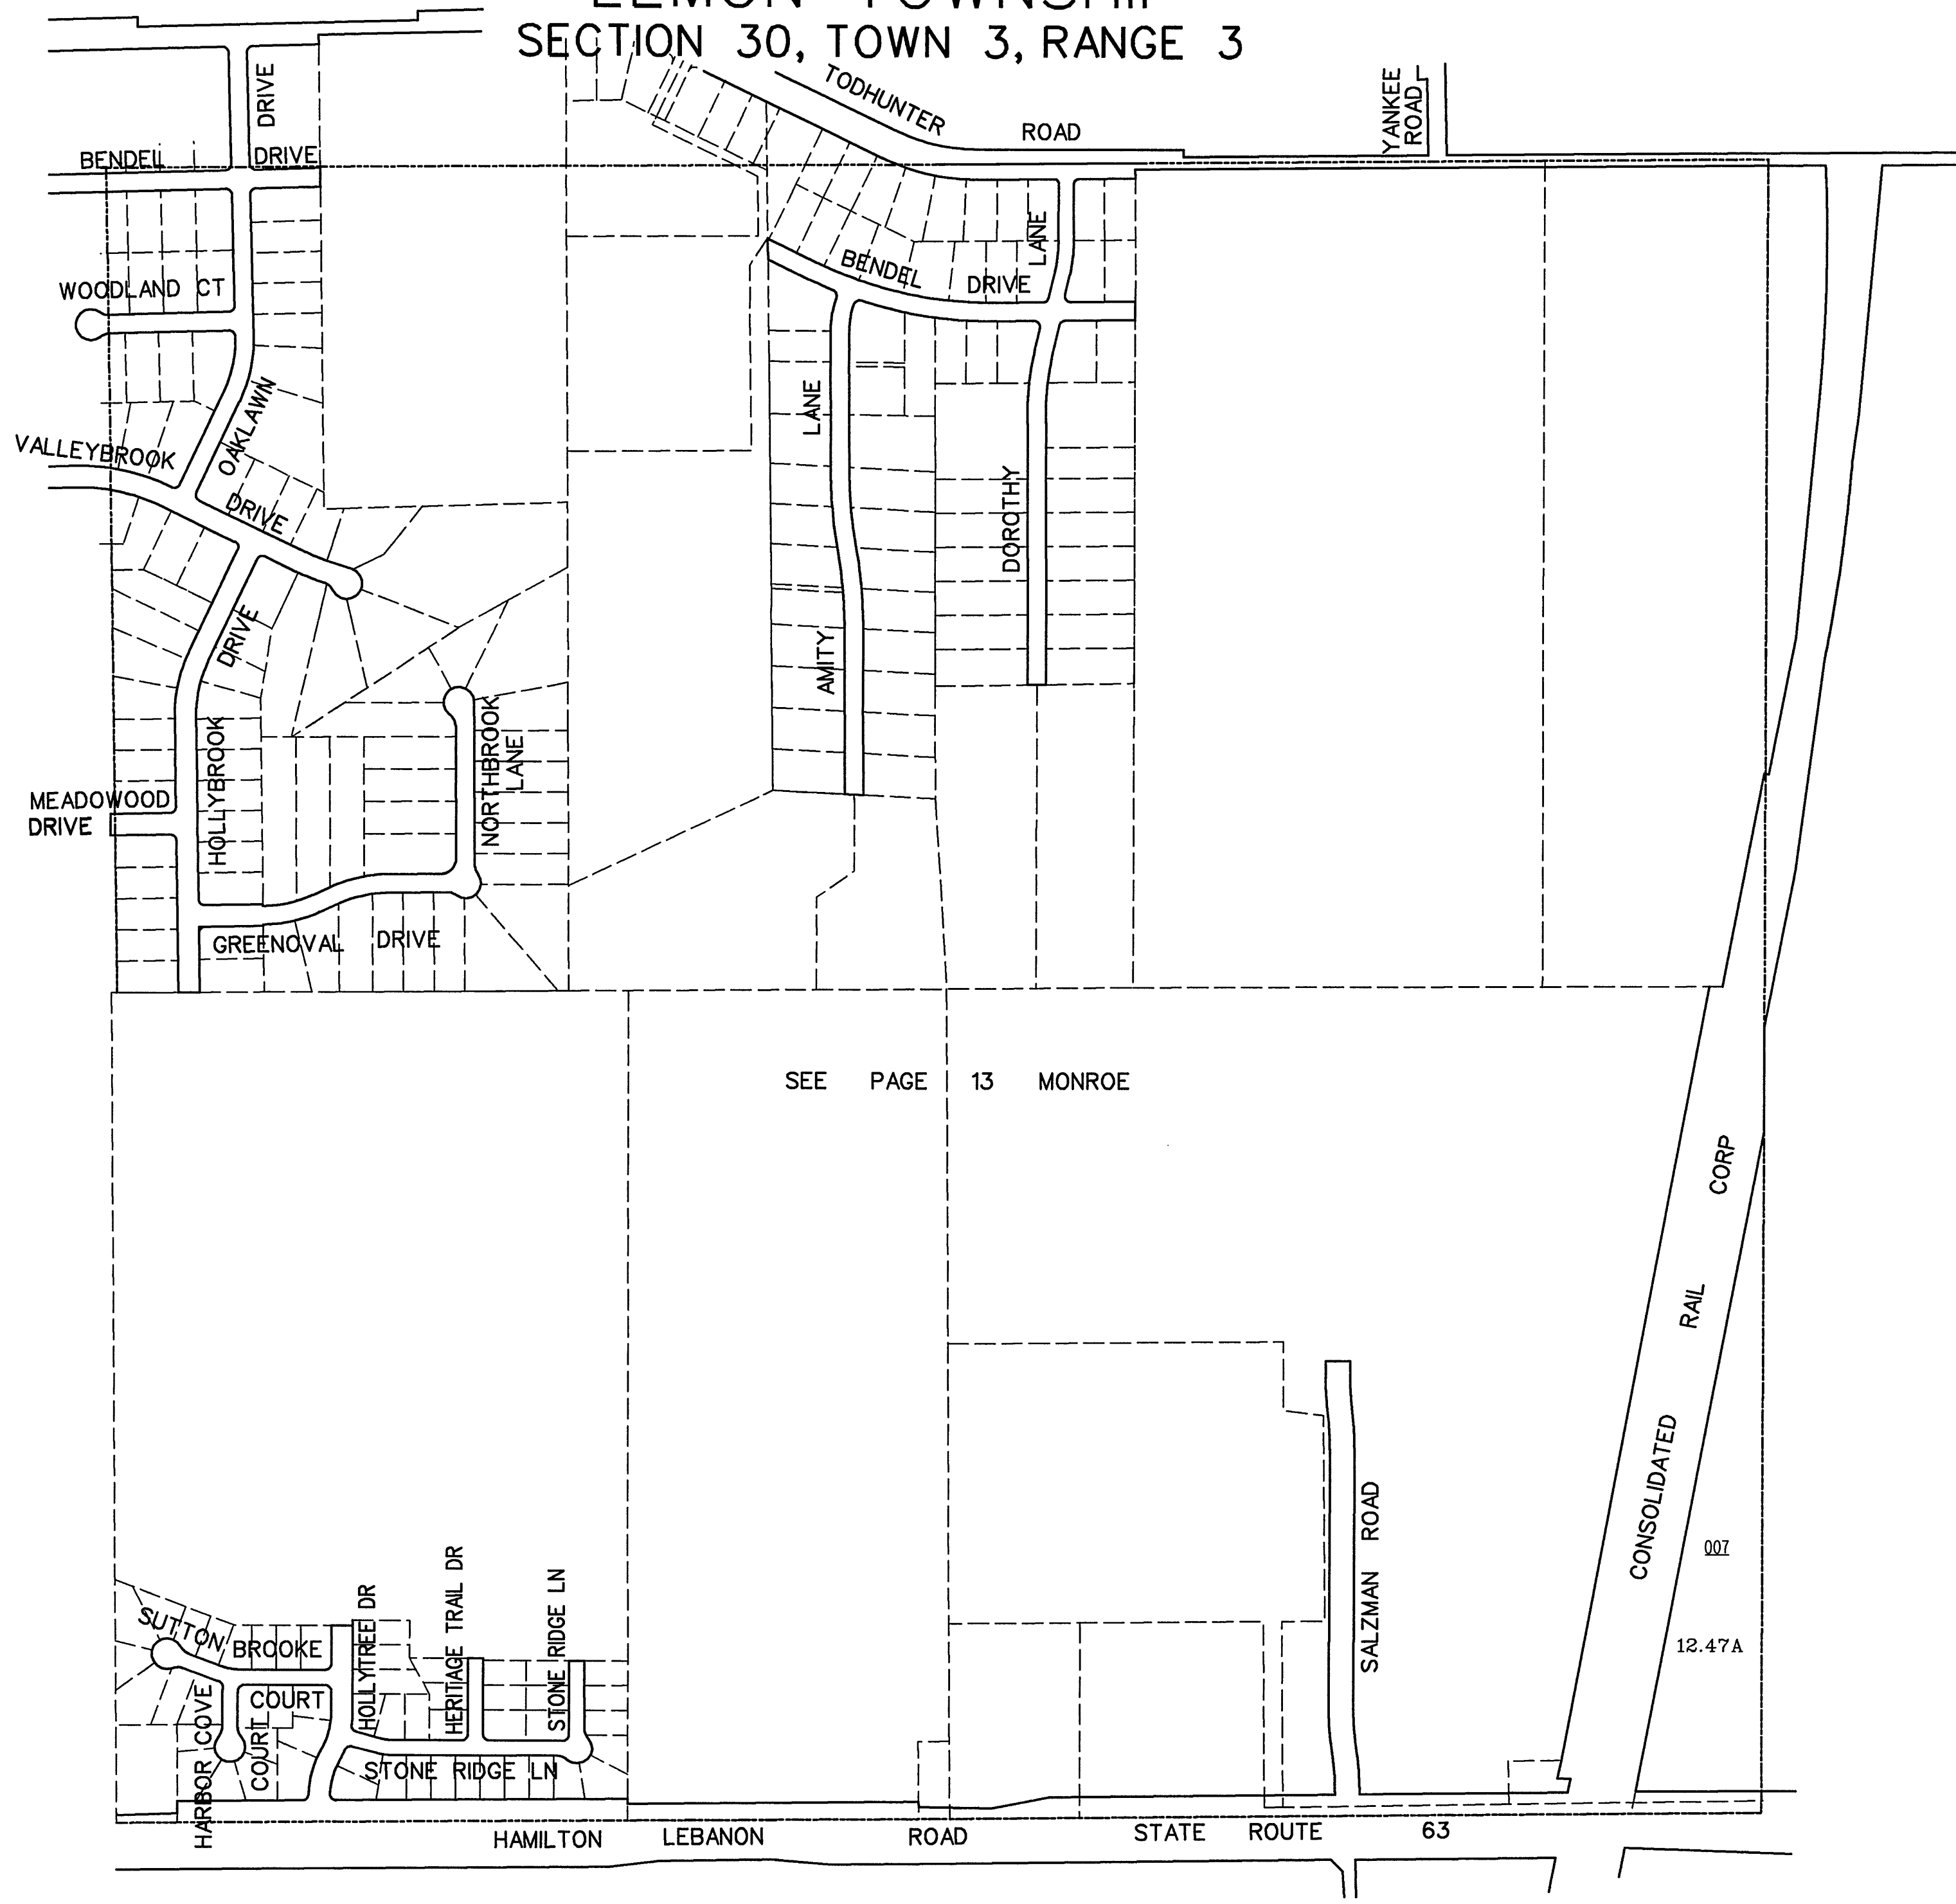 LEMON TOWNSHIP
SECTION 30, TOWN 3, RANGE 3
TODHUNTER ROAD
YANKEE
ROAD
DRIVE
BENDEL DRIVE
WOODLAND CT
OAKLAWN
VALLEYBROOK DRIVE
BENDEL DRIVE
LANE
LANE
AMITY
DOROTHY
DRIVE
HOLLYBROOK
NORTHBROOK
LANE
MEADOWOOD
DRIVE
GREENOVAL DRIVE
SEE PAGE 13 MONROE
CONSOLIDATED RAIL CORP
007
12.47A
SALZMAN ROAD
SUTTON BROOKE
COURT
HOLLYTREE DR
HERITAGE TRAIL DR
STONE RIDGE LN
HARBOR COVE
COURT
STONE RIDGE LN
HAMILTON LEBANON ROAD STATE ROUTE 63